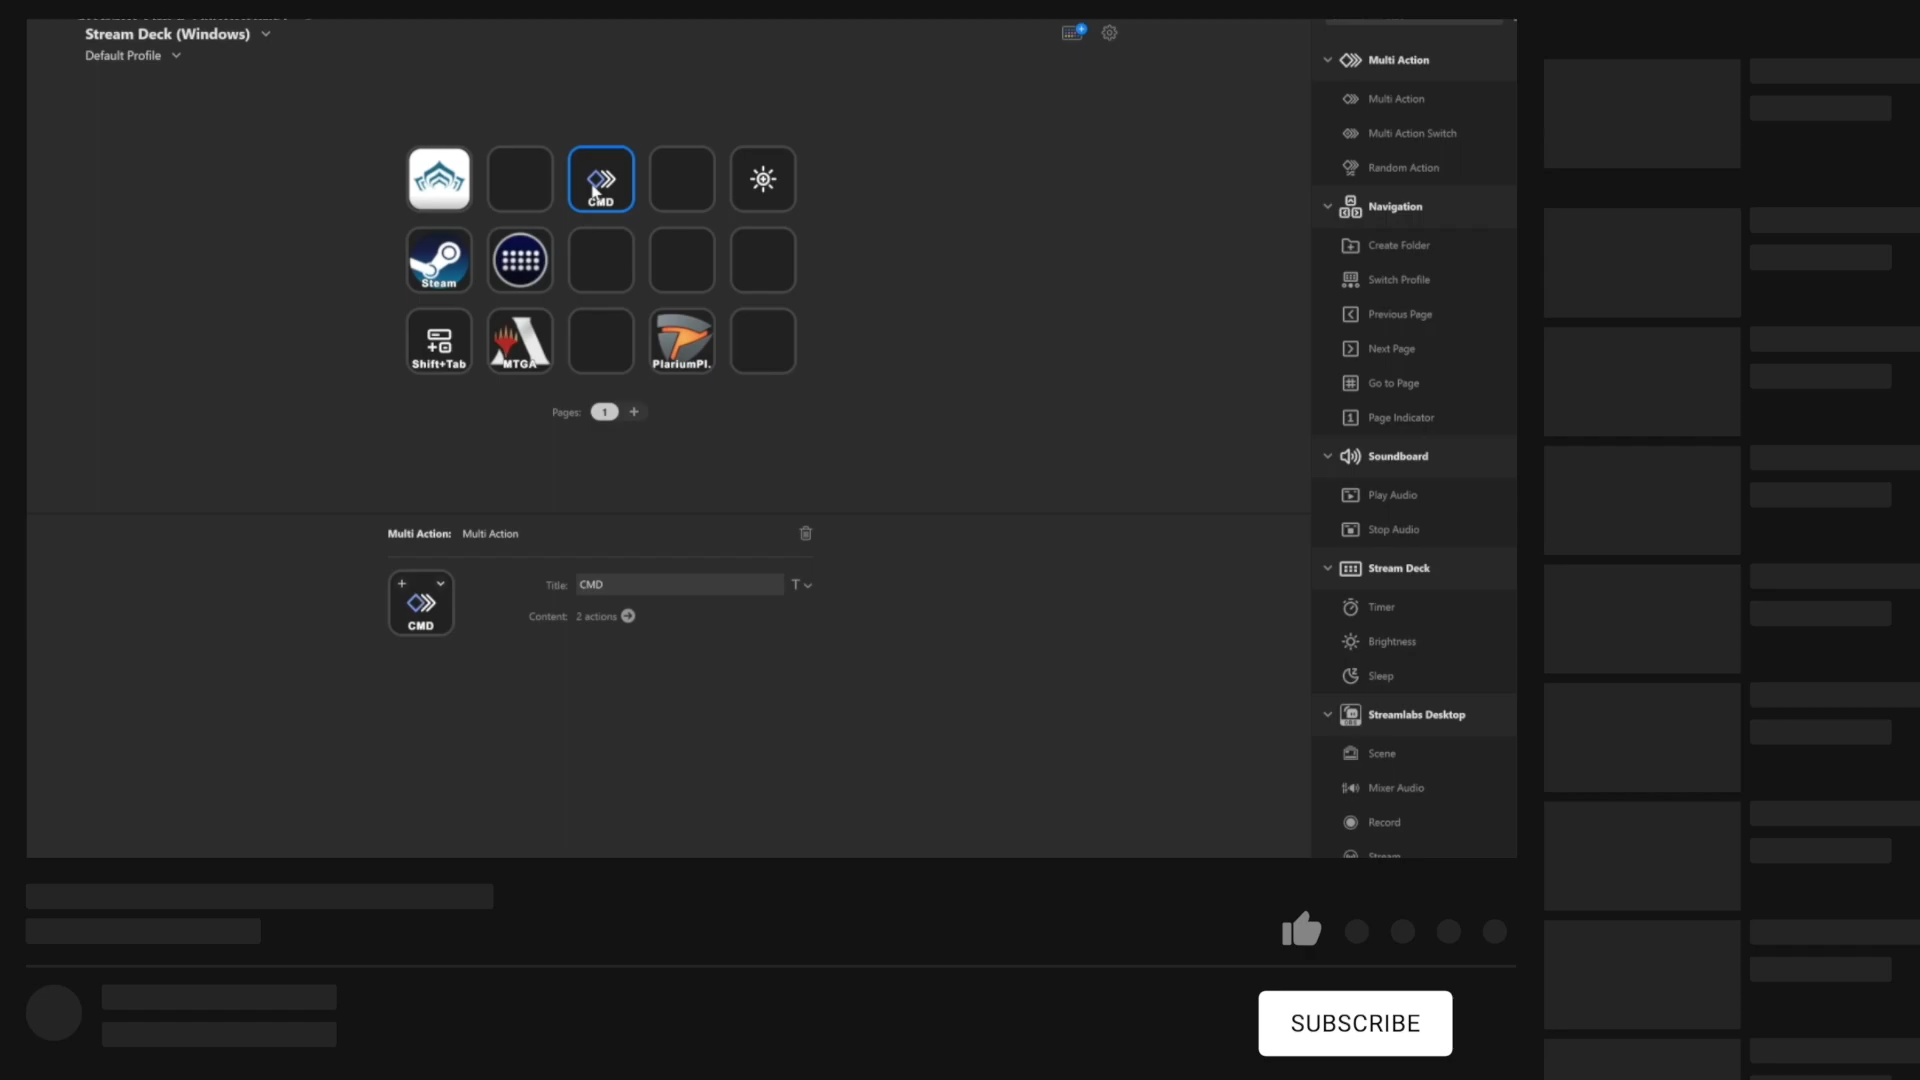 Stream Deck (Windows)
Default Profile
CMD
Steam
Shift+Tab
MTGA
PlariumPl.
Pages: 1 +
Multi Action: Multi Action
CMD
Title: CMD
T
Content: 2 actions
Multi Action
Multi Action
Multi Action Switch
Random Action
Navigation
Create Folder
Switch Profile
Previous Page
Next Page
Go to Page
Page Indicator
Soundboard
Play Audio
Stop Audio
Stream Deck
Timer
Brightness
Sleep
Streamlabs Desktop
Scene
Mixer Audio
Record
Stream
SUBSCRIBE